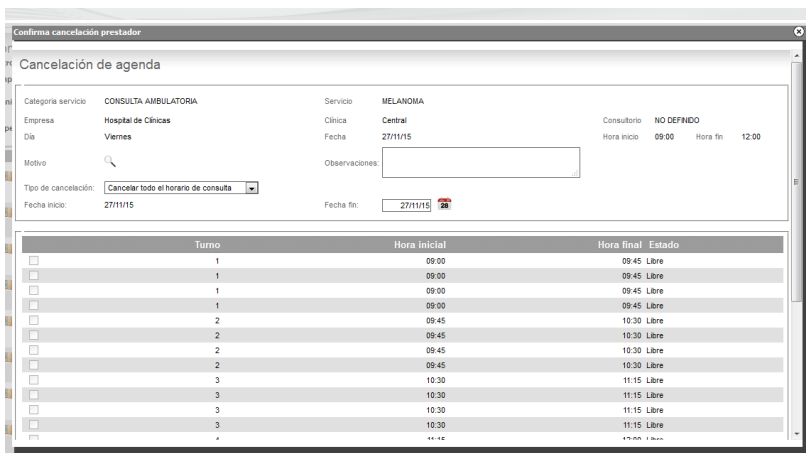 Confirma cancelación prestador
Cancelación de agenda
Categoria servicio CONSULTA AMBULATORIA Servicio MELANOMA
Empresa Hospital de Clínicas Clínica Central Consultorio NO DEFINIDO
Día Viernes Fecha 27/11/15 Hora inicio 09:00 Hora fin 12:00
Motivo Observaciones:
Tipo de cancelación: Cancelar todo el horario de consulta
Fecha inicio: 27/11/15 Fecha fin: 27/11/15 28
Turno Hora inicial Hora final Estado
1 09:00 09:45 Libre
1 09:00 09:45 Libre
1 09:00 09:45 Libre
1 09:00 09:45 Libre
2 09:45 10:30 Libre
2 09:45 10:30 Libre
2 09:45 10:30 Libre
2 09:45 10:30 Libre
3 10:30 11:15 Libre
3 10:30 11:15 Libre
3 10:30 11:15 Libre
3 10:30 11:15 Libre
4 11:15 12:00 Libre